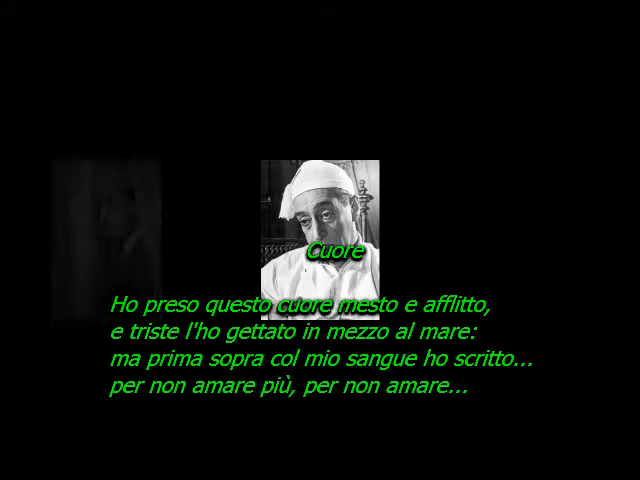 Cuore
Ho preso questo cuore mesto e afflitto,
e triste l'ho gettato in mezzo al mare:
ma prima sopra col mio sangue ho scritto...
per non amare più, per non amare...